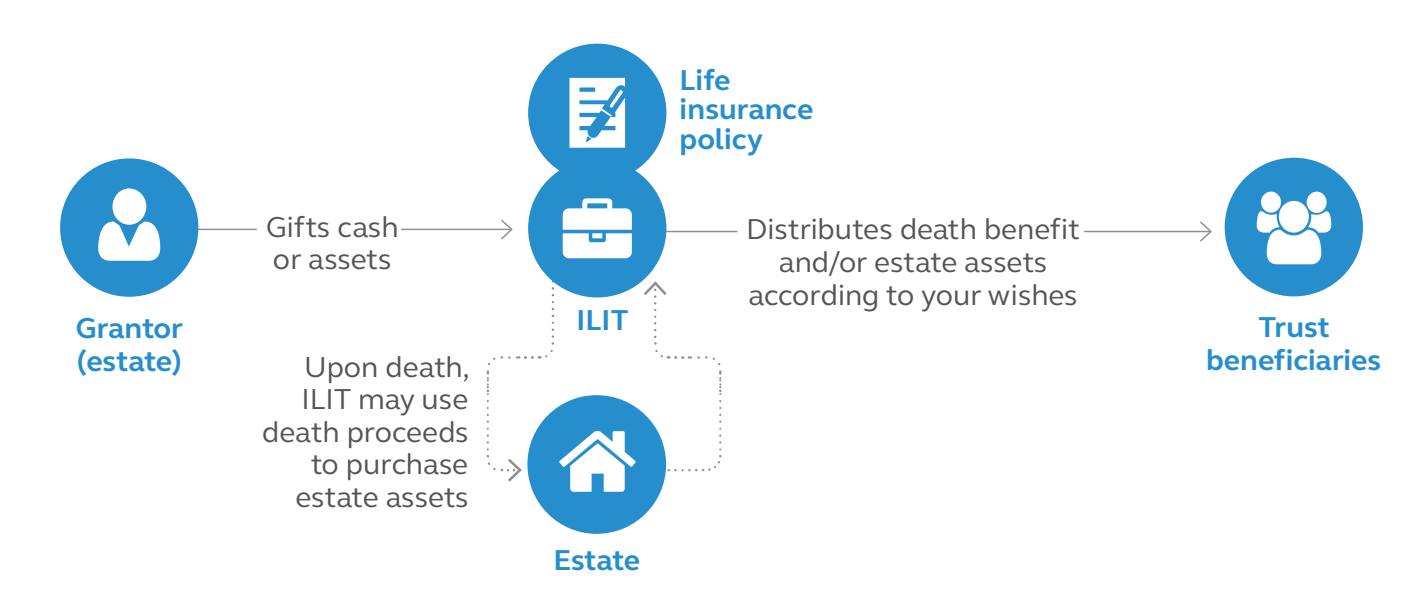 Life
insurance
policy
Gifts cash
or assets
Distributes death benefit
and/or estate assets
according to your wishes
Grantor
(estate)
ILIT
Trust
beneficiaries
Upon death,
ILIT may use
death proceeds
to purchase
estate assets
Estate